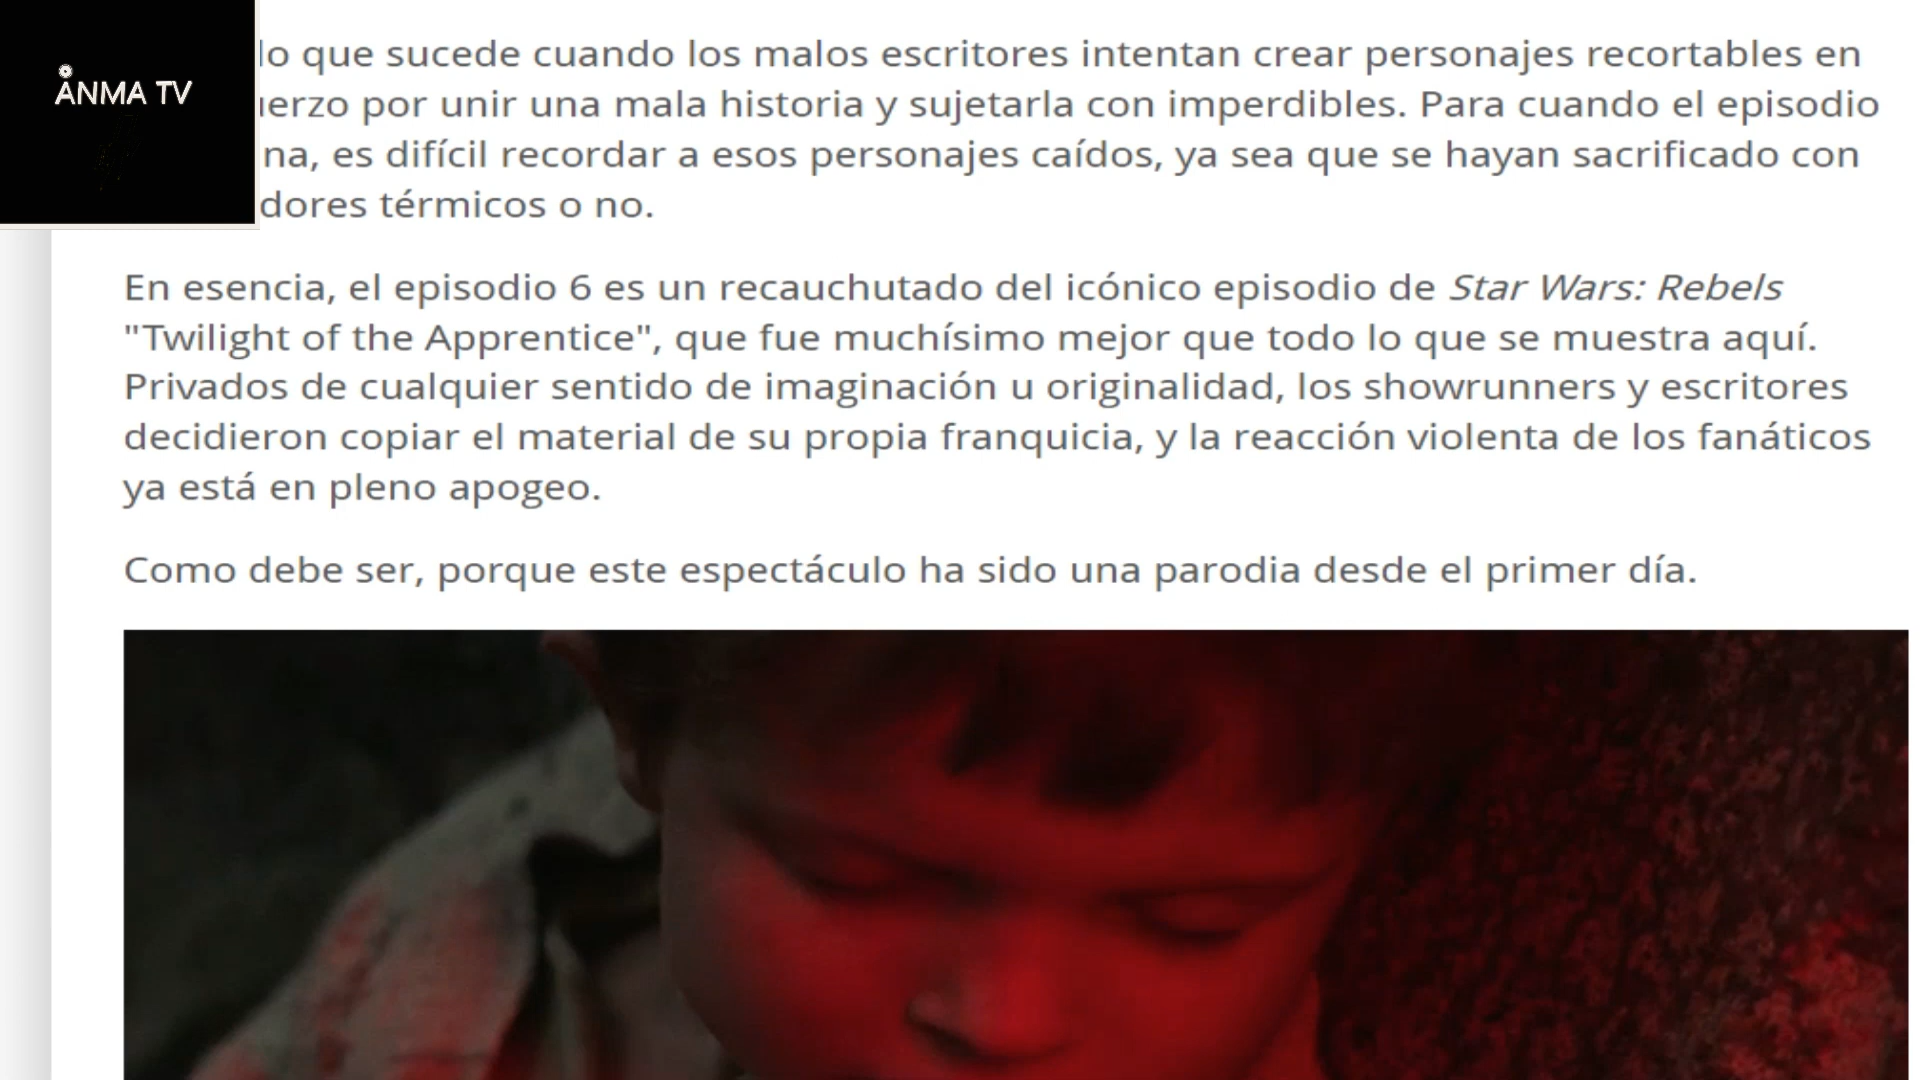 ÅNMA TV
lo que sucede cuando los malos escritores intentan crear personajes recortables en
por unir una mala historia y sujetarla con imperdibles. Para cuando el episodio
es difícil recordar a esos personajes caídos, ya sea que se hayan sacrificado con
térmicos o no.
En esencia, el episodio 6 es un recauchutado del icónico episodio de Star Wars: Rebels
"Twilight of the Apprentice", que fue muchísimo mejor que todo lo que se muestra aquí.
Privados de cualquier sentido de imaginación u originalidad, los showrunners y escritores
decidieron copiar el material de su propia franquicia, y la reacción violenta de los fanáticos
ya está en pleno apogeo.
Como debe ser, porque este espectáculo ha sido una parodia desde el primer día.